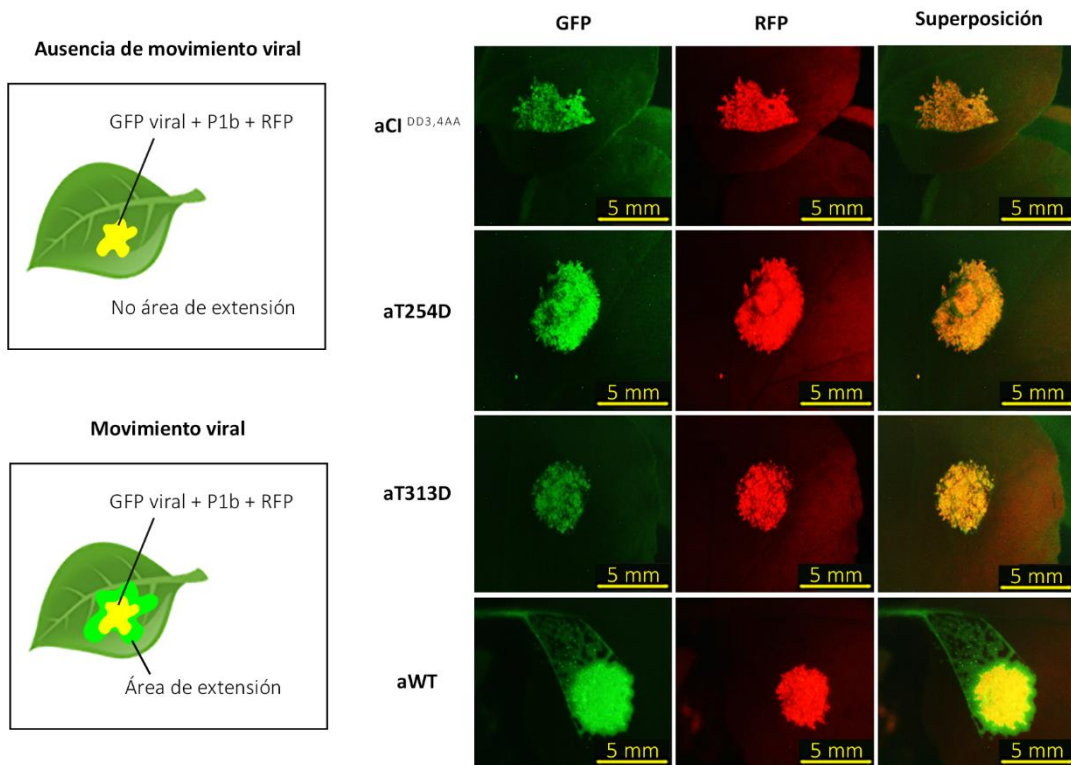 Ausencia de movimiento viral
GFP viral + P1b + RFP
No área de extensión
Movimiento viral
GFP viral + P1b + RFP
Área de extensión
GFP RFP Superposición
aCI DD3,4AA
5 mm 5 mm 5 mm
aT254D
5 mm 5 mm 5 mm
aT313D
5 mm 5 mm 5 mm
aWT
5 mm 5 mm 5 mm